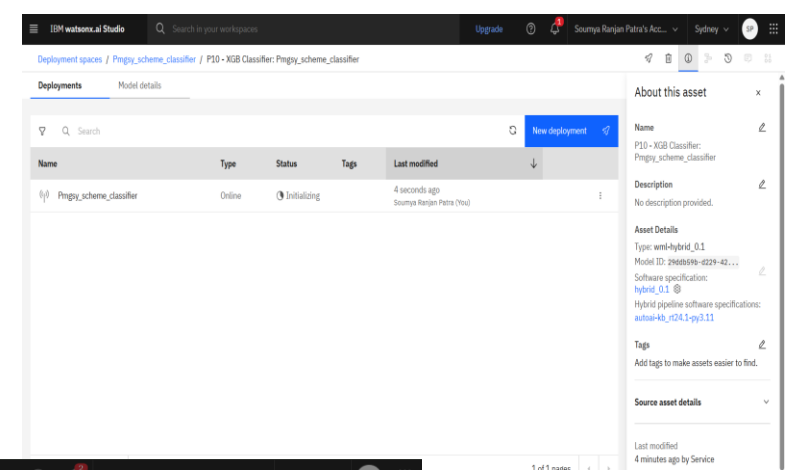 IBM watsonx.ai Studio
Search in your workspaces
Upgrade
1
Soumya Ranjan Patra's Acc...
Sydney
SP
Deployment spaces / Pmgsy_scheme_classifier / P10 - XGB Classifier: Pmgsy_scheme_classifier
Deployments Model details
Search
New deployment
Name Type Status Tags Last modified
Pmgsy_scheme_classifier Online Initializing 4 seconds ago
Soumya Ranjan Patra (You)
1 of 1 pages
About this asset x
Name
P10 - XGB Classifier:
Pmgsy_scheme_classifier
Description
No description provided.
Asset Details
Type: wml-hybrid_0.1
Model ID: 29ddb59b-d229-42...
Software specification:
hybrid_0.1
Hybrid pipeline software specifications:
autoai-kb_rt24.1-py3.11
Tags
Add tags to make assets easier to find.
Source asset details
Last modified
4 minutes ago by Service